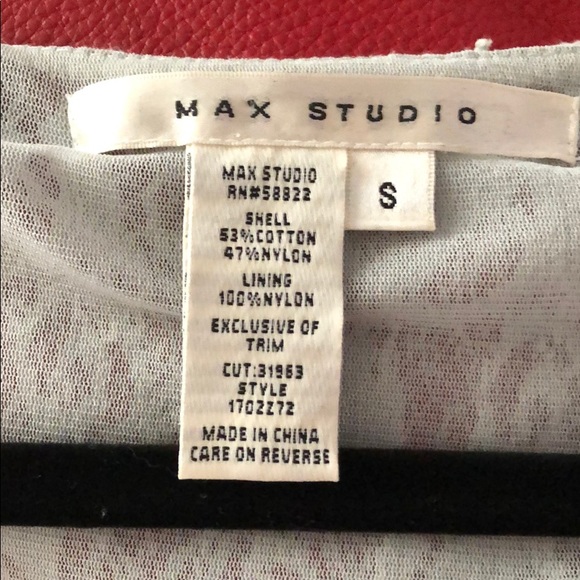 MAX STUDIO
S
MAX STUDIO
RN#58822
SHELL
53%COTTON
47%NYLON
LINING
100%NYLON
EXCLUSIVE OF
TRIM
CUT:31963
STYLE
1702Z72
MADE IN CHINA
CARE ON REVERSE